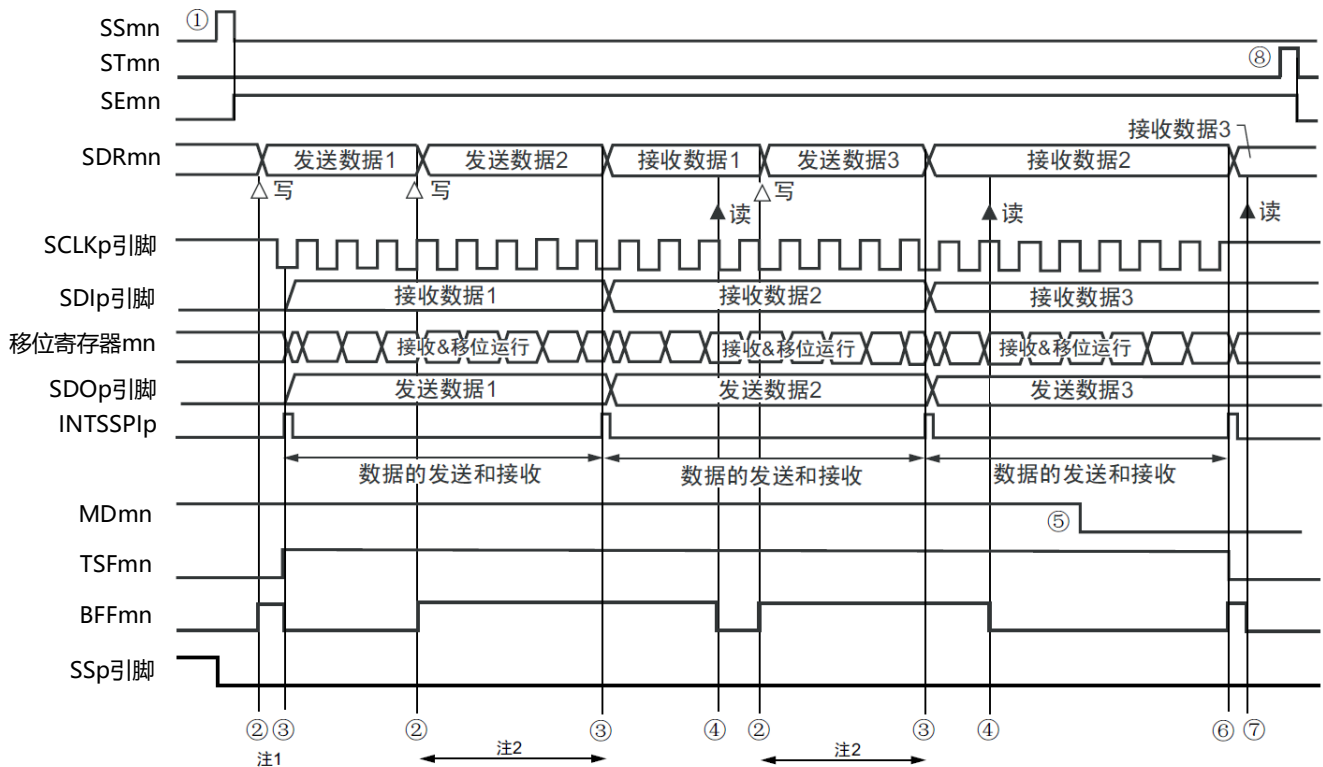 ① SSmn
STmn ⑧
SEmn
接收数据3
SDRmn 发送数据1 发送数据2 接收数据1 发送数据3 接收数据2
写 写 读 写 读 读
SCLKp引脚
SDIp引脚 接收数据1 接收数据2 接收数据3
移位寄存器mn 接收&移位运行 接收&移位运行 接收&移位运行
SDOp引脚 发送数据1 发送数据2 发送数据3
INTSSPIp
数据的发送和接收 数据的发送和接收 数据的发送和接收
MDmn ⑤
TSFmn
BFFmn
SSp引脚
② ③ ② ③ ④ ② ③ ④ ⑥ ⑦
注1 注2 注2